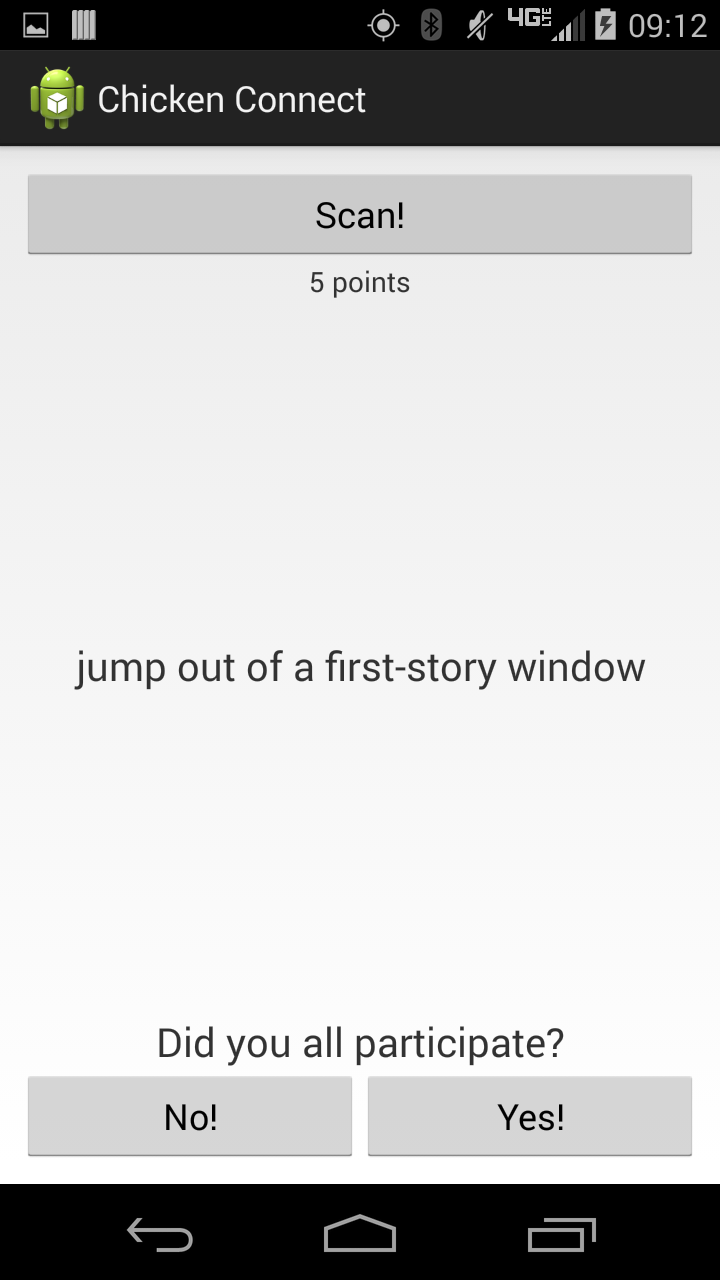 4G LTE 09:12
Chicken Connect
Scan!
5 points
jump out of a first-story window
Did you all participate?
No! Yes!